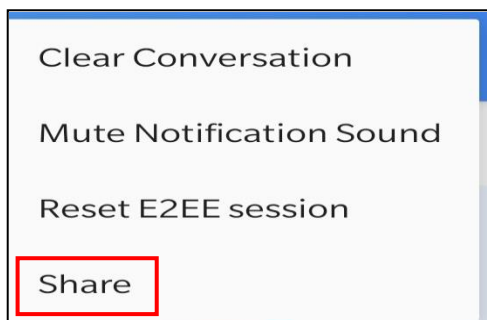 Clear Conversation
Mute Notification Sound
Reset E2EE session
Share